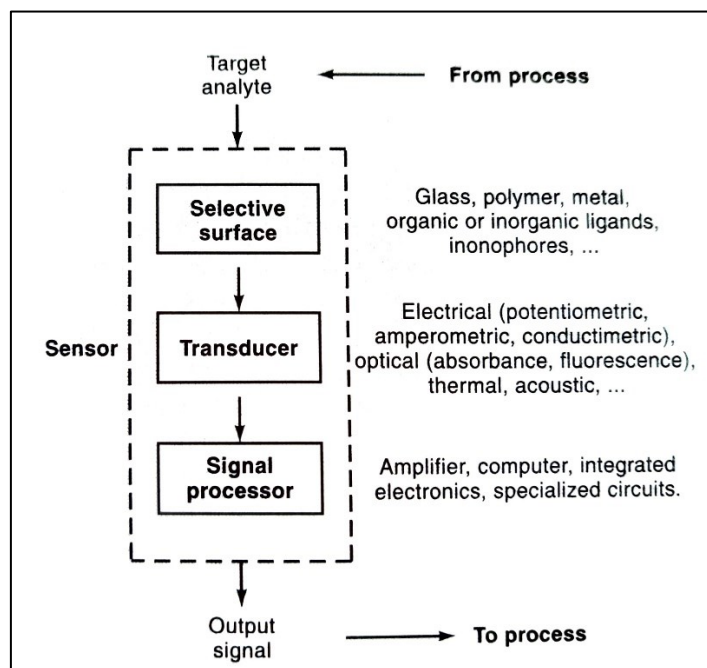 Target
analyte
From process
Selective
surface
Glass, polymer, metal,
organic or inorganic ligands,
inonophores, ...
Sensor
Transducer
Electrical (potentiometric,
amperometric, conductimetric),
optical (absorbance, fluorescence),
thermal, acoustic, ...
Signal
processor
Amplifier, computer, integrated
electronics, specialized circuits.
Output
signal
To process